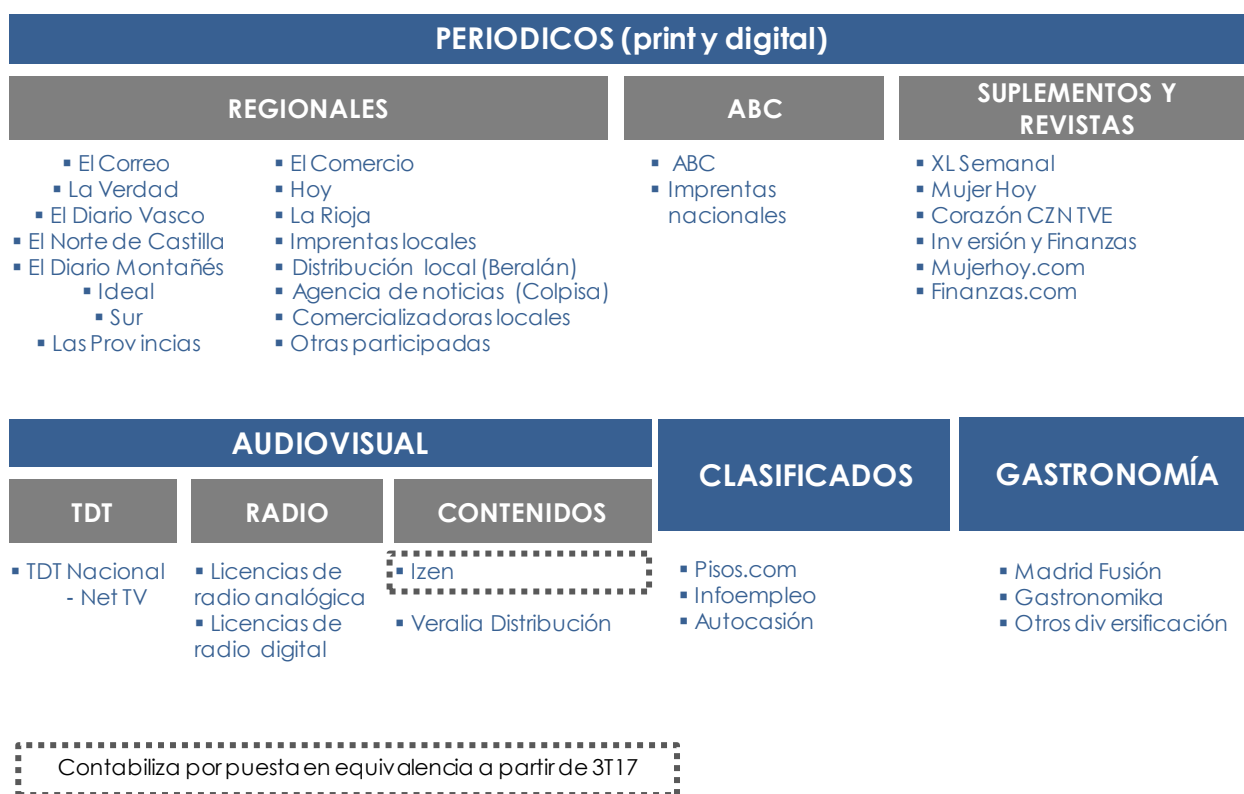 PERIODICOS (print y digital)
REGIONALES
ABC
SUPLEMENTOS Y
REVISTAS
▪ El Correo
▪ La Verdad
▪ El Diario Vasco
▪ El Norte de Castilla
▪ El Diario Montañés
▪ Ideal
▪ Sur
▪ Las Provincias
▪ El Comercio
▪ Hoy
▪ La Rioja
▪ Imprentas locales
▪ Distribución local (Beralán)
▪ Agencia de noticias (Colpisa)
▪ Comercializadoras locales
▪ Otras participadas
▪ ABC
▪ Imprentas
nacionales
▪ XL Semanal
▪ Mujer Hoy
▪ Corazón CZN TVE
▪ Inversión y Finanzas
▪ Mujerhoy.com
▪ Finanzas.com
AUDIOVISUAL
TDT
RADIO
CONTENIDOS
CLASIFICADOS
GASTRONOMÍA
▪ TDT Nacional
- Net TV
▪ Licencias de
radio analógica
▪ Licencias de
radio digital
▪ Izen
▪ Veralia Distribución
▪ Pisos.com
▪ Infoempleo
▪ Autocasión
▪ Madrid Fusión
▪ Gastronomika
▪ Otros diversificación
Contabiliza por puesta en equivalencia a partir de 3T17